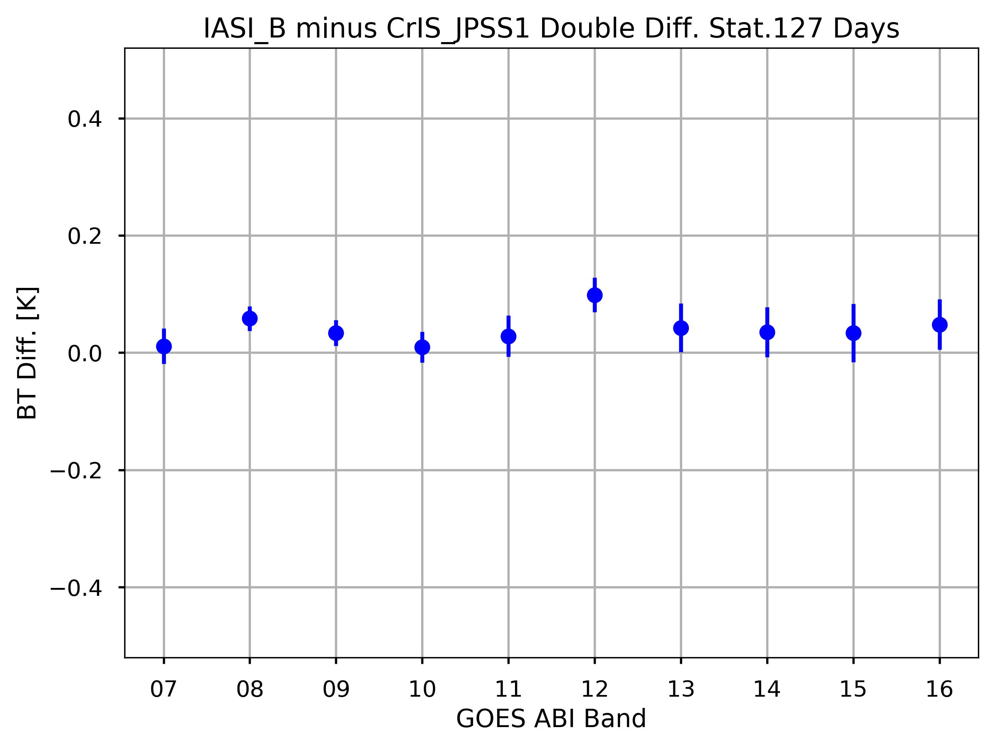 IASI_B minus CrIS_JPSS1 Double Diff. Stat.127 Days
BT Diff. [K]
0.4
0.2
0.0
−0.2
−0.4
07 08 09 10 11 12 13 14 15 16
GOES ABI Band